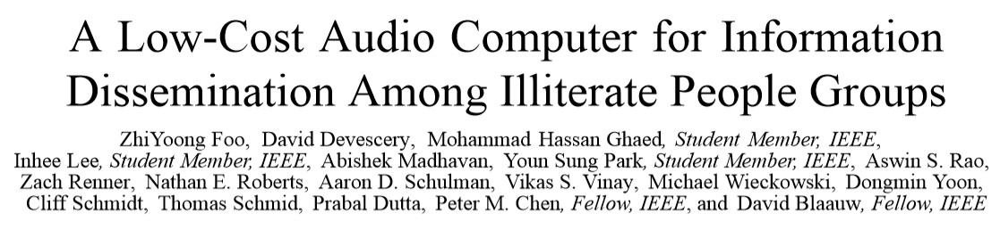 A Low-Cost Audio Computer for Information
Dissemination Among Illiterate People Groups
ZhiYoong Foo, David Devescery, Mohammad Hassan Ghaed, Student Member, IEEE,
Inhee Lee, Student Member, IEEE, Abishek Madhavan, Youn Sung Park, Student Member, IEEE, Aswin S. Rao,
Zach Renner, Nathan E. Roberts, Aaron D. Schulman, Vikas S. Vinay, Michael Wieckowski, Dongmin Yoon,
Cliff Schmidt, Thomas Schmid, Prabal Dutta, Peter M. Chen, Fellow, IEEE, and David Blaauw, Fellow, IEEE